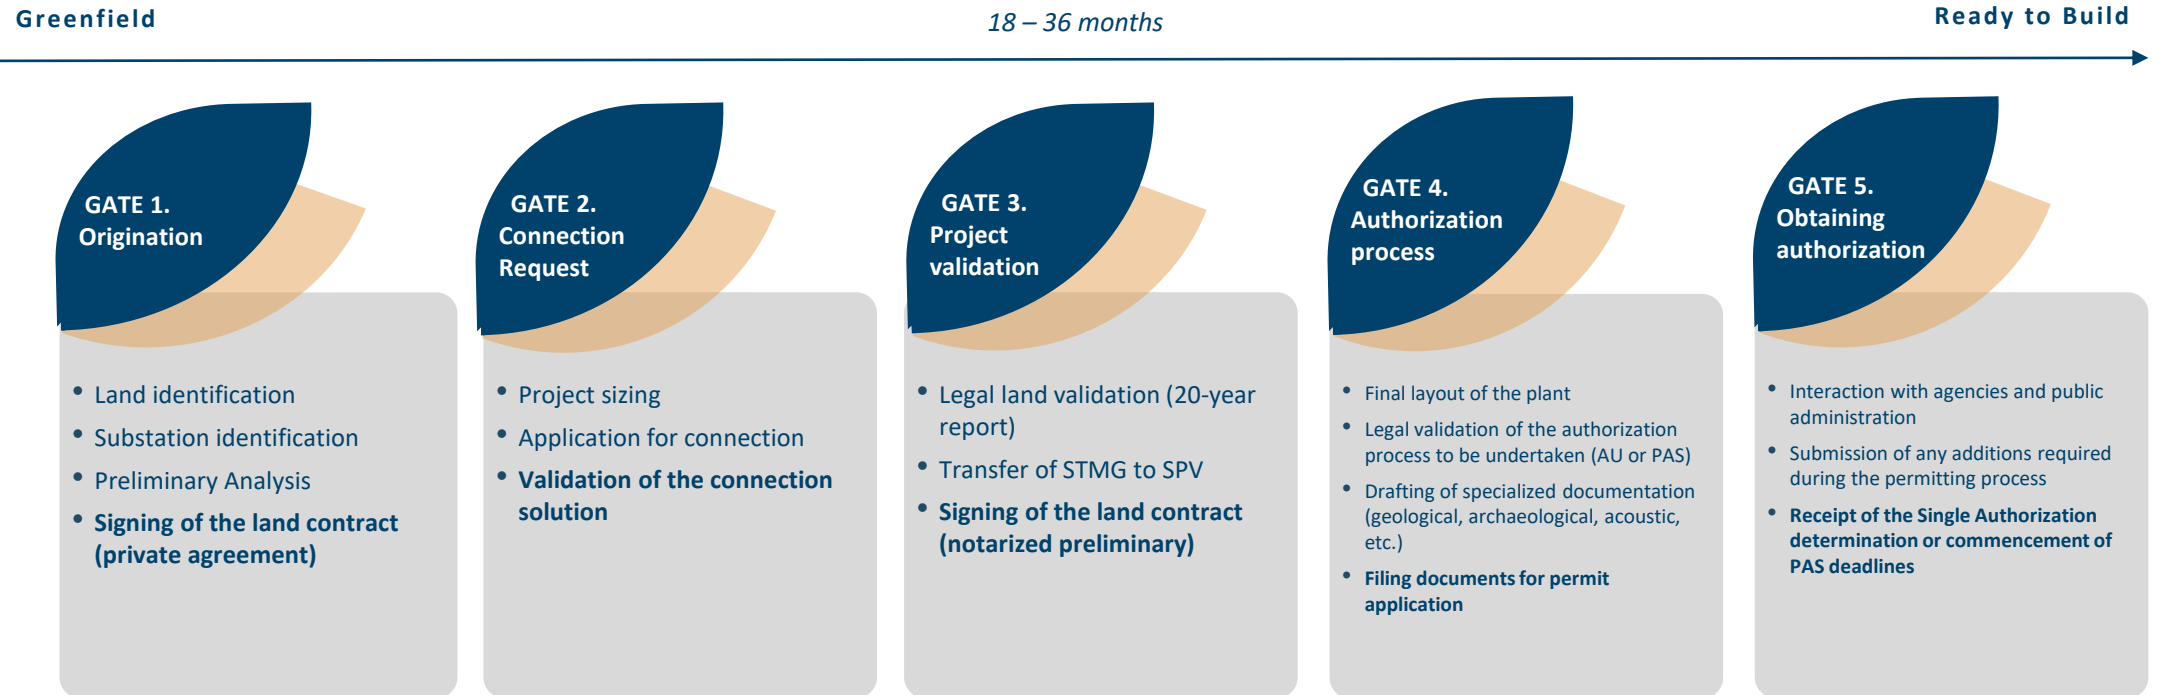 Greenfield
18 – 36 months
Ready to Build
GATE 1.
Origination
• Land identification
• Substation identification
• Preliminary Analysis
• Signing of the land contract
(private agreement)
GATE 2.
Connection
Request
• Project sizing
• Application for connection
• Validation of the connection
solution
GATE 3.
Project
validation
• Legal land validation (20-year
report)
• Transfer of STMG to SPV
• Signing of the land contract
(notarized preliminary)
GATE 4.
Authorization
process
• Final layout of the plant
• Legal validation of the authorization
process to be undertaken (AU or PAS)
• Drafting of specialized documentation
(geological, archaeological, acoustic,
etc.)
• Filing documents for permit
application
GATE 5.
Obtaining
authorization
• Interaction with agencies and public
administration
• Submission of any additions required
during the permitting process
• Receipt of the Single Authorization
determination or commencement of
PAS deadlines